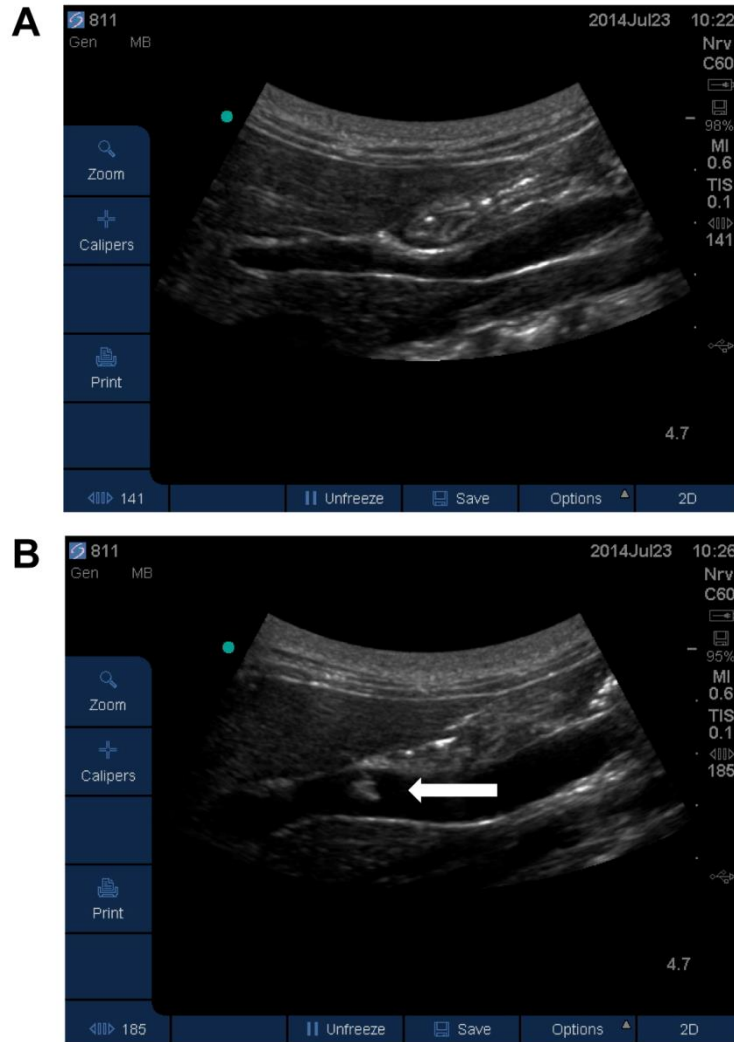 A
811
2014Jul23 10:22
Gen MB
Nrv
C60
98%
MI
0.6
TIS
0.1
141
Zoom
Calipers
Print
4.7
141
Unfreeze
Save
Options
2D
B
811
2014Jul23 10:26
Gen MB
Nrv
C60
95%
MI
0.6
TIS
0.1
185
Zoom
Calipers
Print
4.7
185
Unfreeze
Save
Options
2D